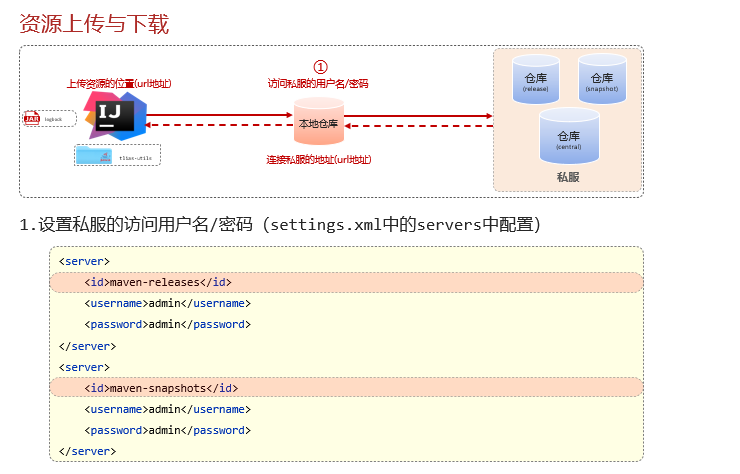 资源上传与下载
①
上传资源的位置(url地址)
访问私服的用户名/密码
仓库
(release)
仓库
(snapshot)
IJ
JAR
logback
本地仓库
仓库
(central)
tlias-utils
连接私服的地址(url地址)
私服
1.设置私服的访问用户名/密码（settings.xml中的servers中配置）
<server>
<id>maven-releases</id>
<username>admin</username>
<password>admin</password>
</server>
<server>
<id>maven-snapshots</id>
<username>admin</username>
<password>admin</password>
</server>